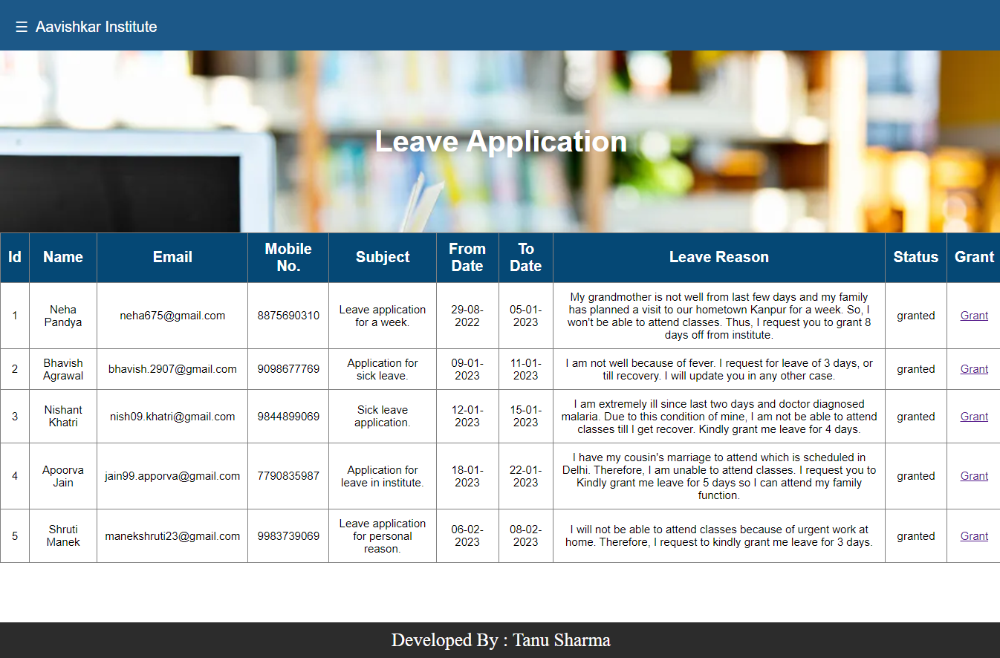 ☰ Aavishkar Institute
Leave Application
Id Name Email Mobile No. Subject From Date To Date Leave Reason Status Grant
1 Neha Pandya neha675@gmail.com 8875690310 Leave application for a week. 29-08-2022 05-01-2023 My grandmother is not well from last few days and my family has planned a visit to our hometown Kanpur for a week. So, I won't be able to attend classes. Thus, I request you to grant 8 days off from institute. granted Grant
2 Bhavish Agrawal bhavish.2907@gmail.com 9098677769 Application for sick leave. 09-01-2023 11-01-2023 I am not well because of fever. I request for leave of 3 days, or till recovery. I will update you in any other case. granted Grant
3 Nishant Khatri nish09.khatri@gmail.com 9844899069 Sick leave application. 12-01-2023 15-01-2023 I am extremely ill since last two days and doctor diagnosed malaria. Due to this condition of mine, I am not be able to attend classes till I get recover. Kindly grant me leave for 4 days. granted Grant
4 Apoorva Jain jain99.apporva@gmail.com 7790835987 Application for leave in institute. 18-01-2023 22-01-2023 I have my cousin's marriage to attend which is scheduled in Delhi. Therefore, I am unable to attend classes. I request you to Kindly grant me leave for 5 days so I can attend my family function. granted Grant
5 Shruti Manek manekshruti23@gmail.com 9983739069 Leave application for personal reason. 06-02-2023 08-02-2023 I will not be able to attend classes because of urgent work at home. Therefore, I request to kindly grant me leave for 3 days. granted Grant
Developed By : Tanu Sharma